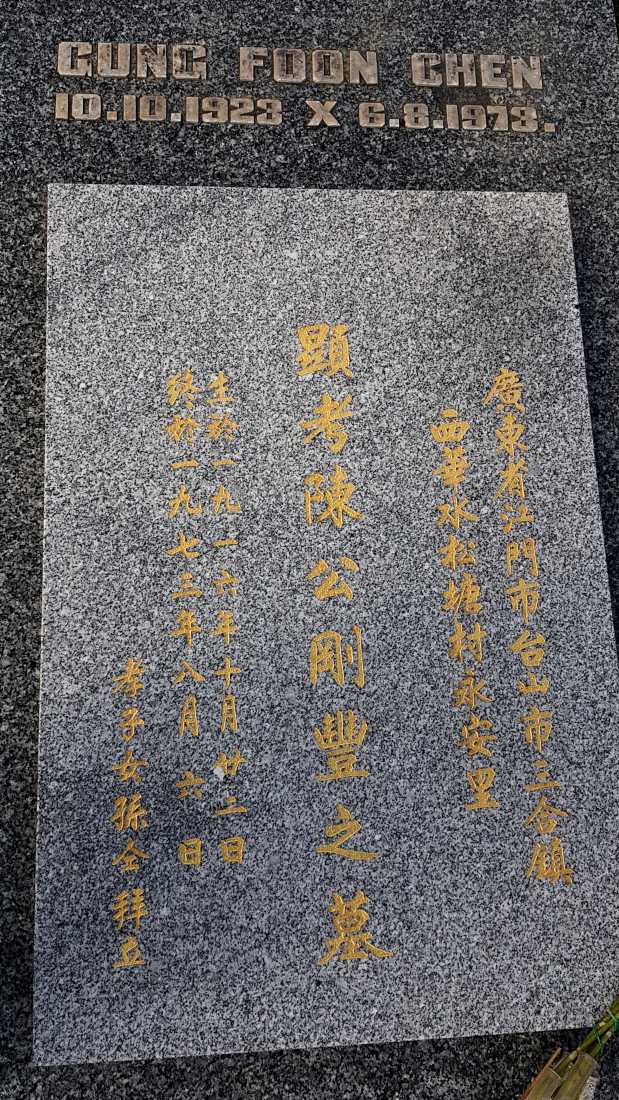 GUNG FOON CHEN
10.10.1923 X 6.8.1973.
廣東省江門市台山市三合鎮
西華水松塘村永安里
顯考陳公剛豐之墓
生於一九一六年十月廿二日
終於一九七三年八月六日
孝子女孫仝拜立